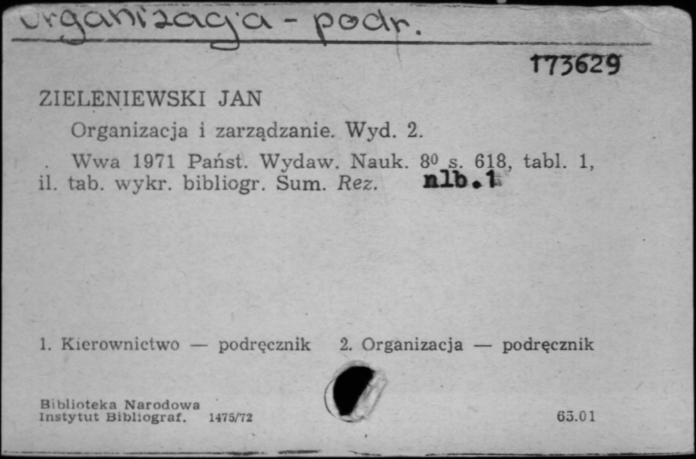 Organizacja - podr.
173629
ZIELENIEWSKI JAN
Organizacja i zarządzanie. Wyd. 2.
Wwa 1971 Państ. Wydaw. Nauk. 8⁰ s. 618, tabl. 1,
il. tab. wykr. bibliogr. Sum. Rez. nlb.1
1. Kierownictwo — podręcznik 2. Organizacja — podręcznik
Biblioteka Narodowa
Instytut Bibliograf. 1475/72 65.01